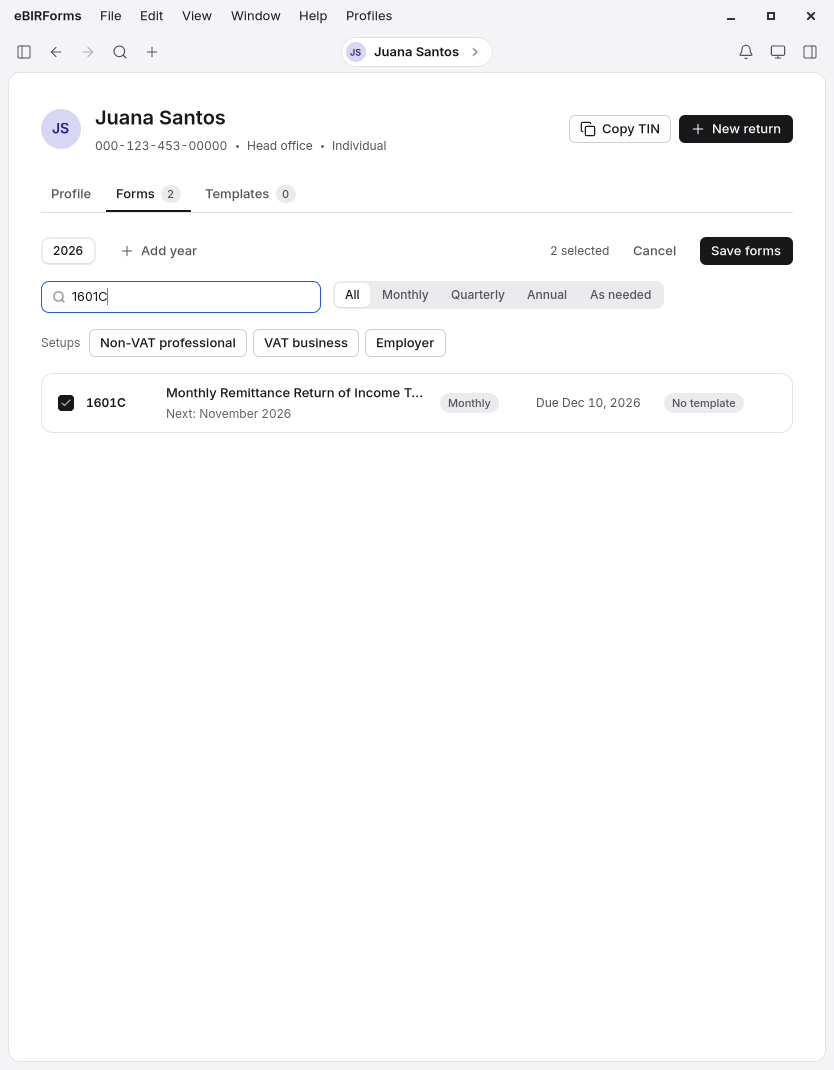 eBIRForms File Edit View Window Help Profiles
JS Juana Santos
JS
Juana Santos
000-123-453-00000 • Head office • Individual
Copy TIN
New return
Profile Forms 2 Templates 0
2026 Add year 2 selected Cancel Save forms
1601C All Monthly Quarterly Annual As needed
Setups Non-VAT professional VAT business Employer
1601C Monthly Remittance Return of Income T... Monthly Due Dec 10, 2026 No template
Next: November 2026